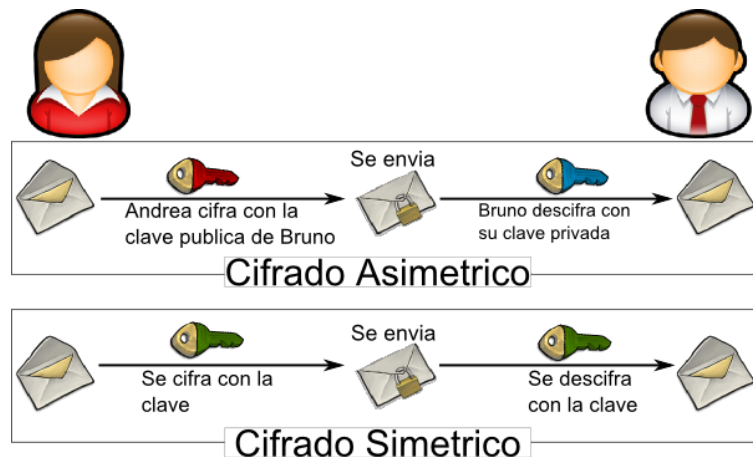 Se envia
Andrea cifra con la
clave publica de Bruno
Bruno descifra con
su clave privada
Cifrado Asimetrico
Se envia
Se cifra con la
clave
Se descifra
con la clave
Cifrado Simetrico